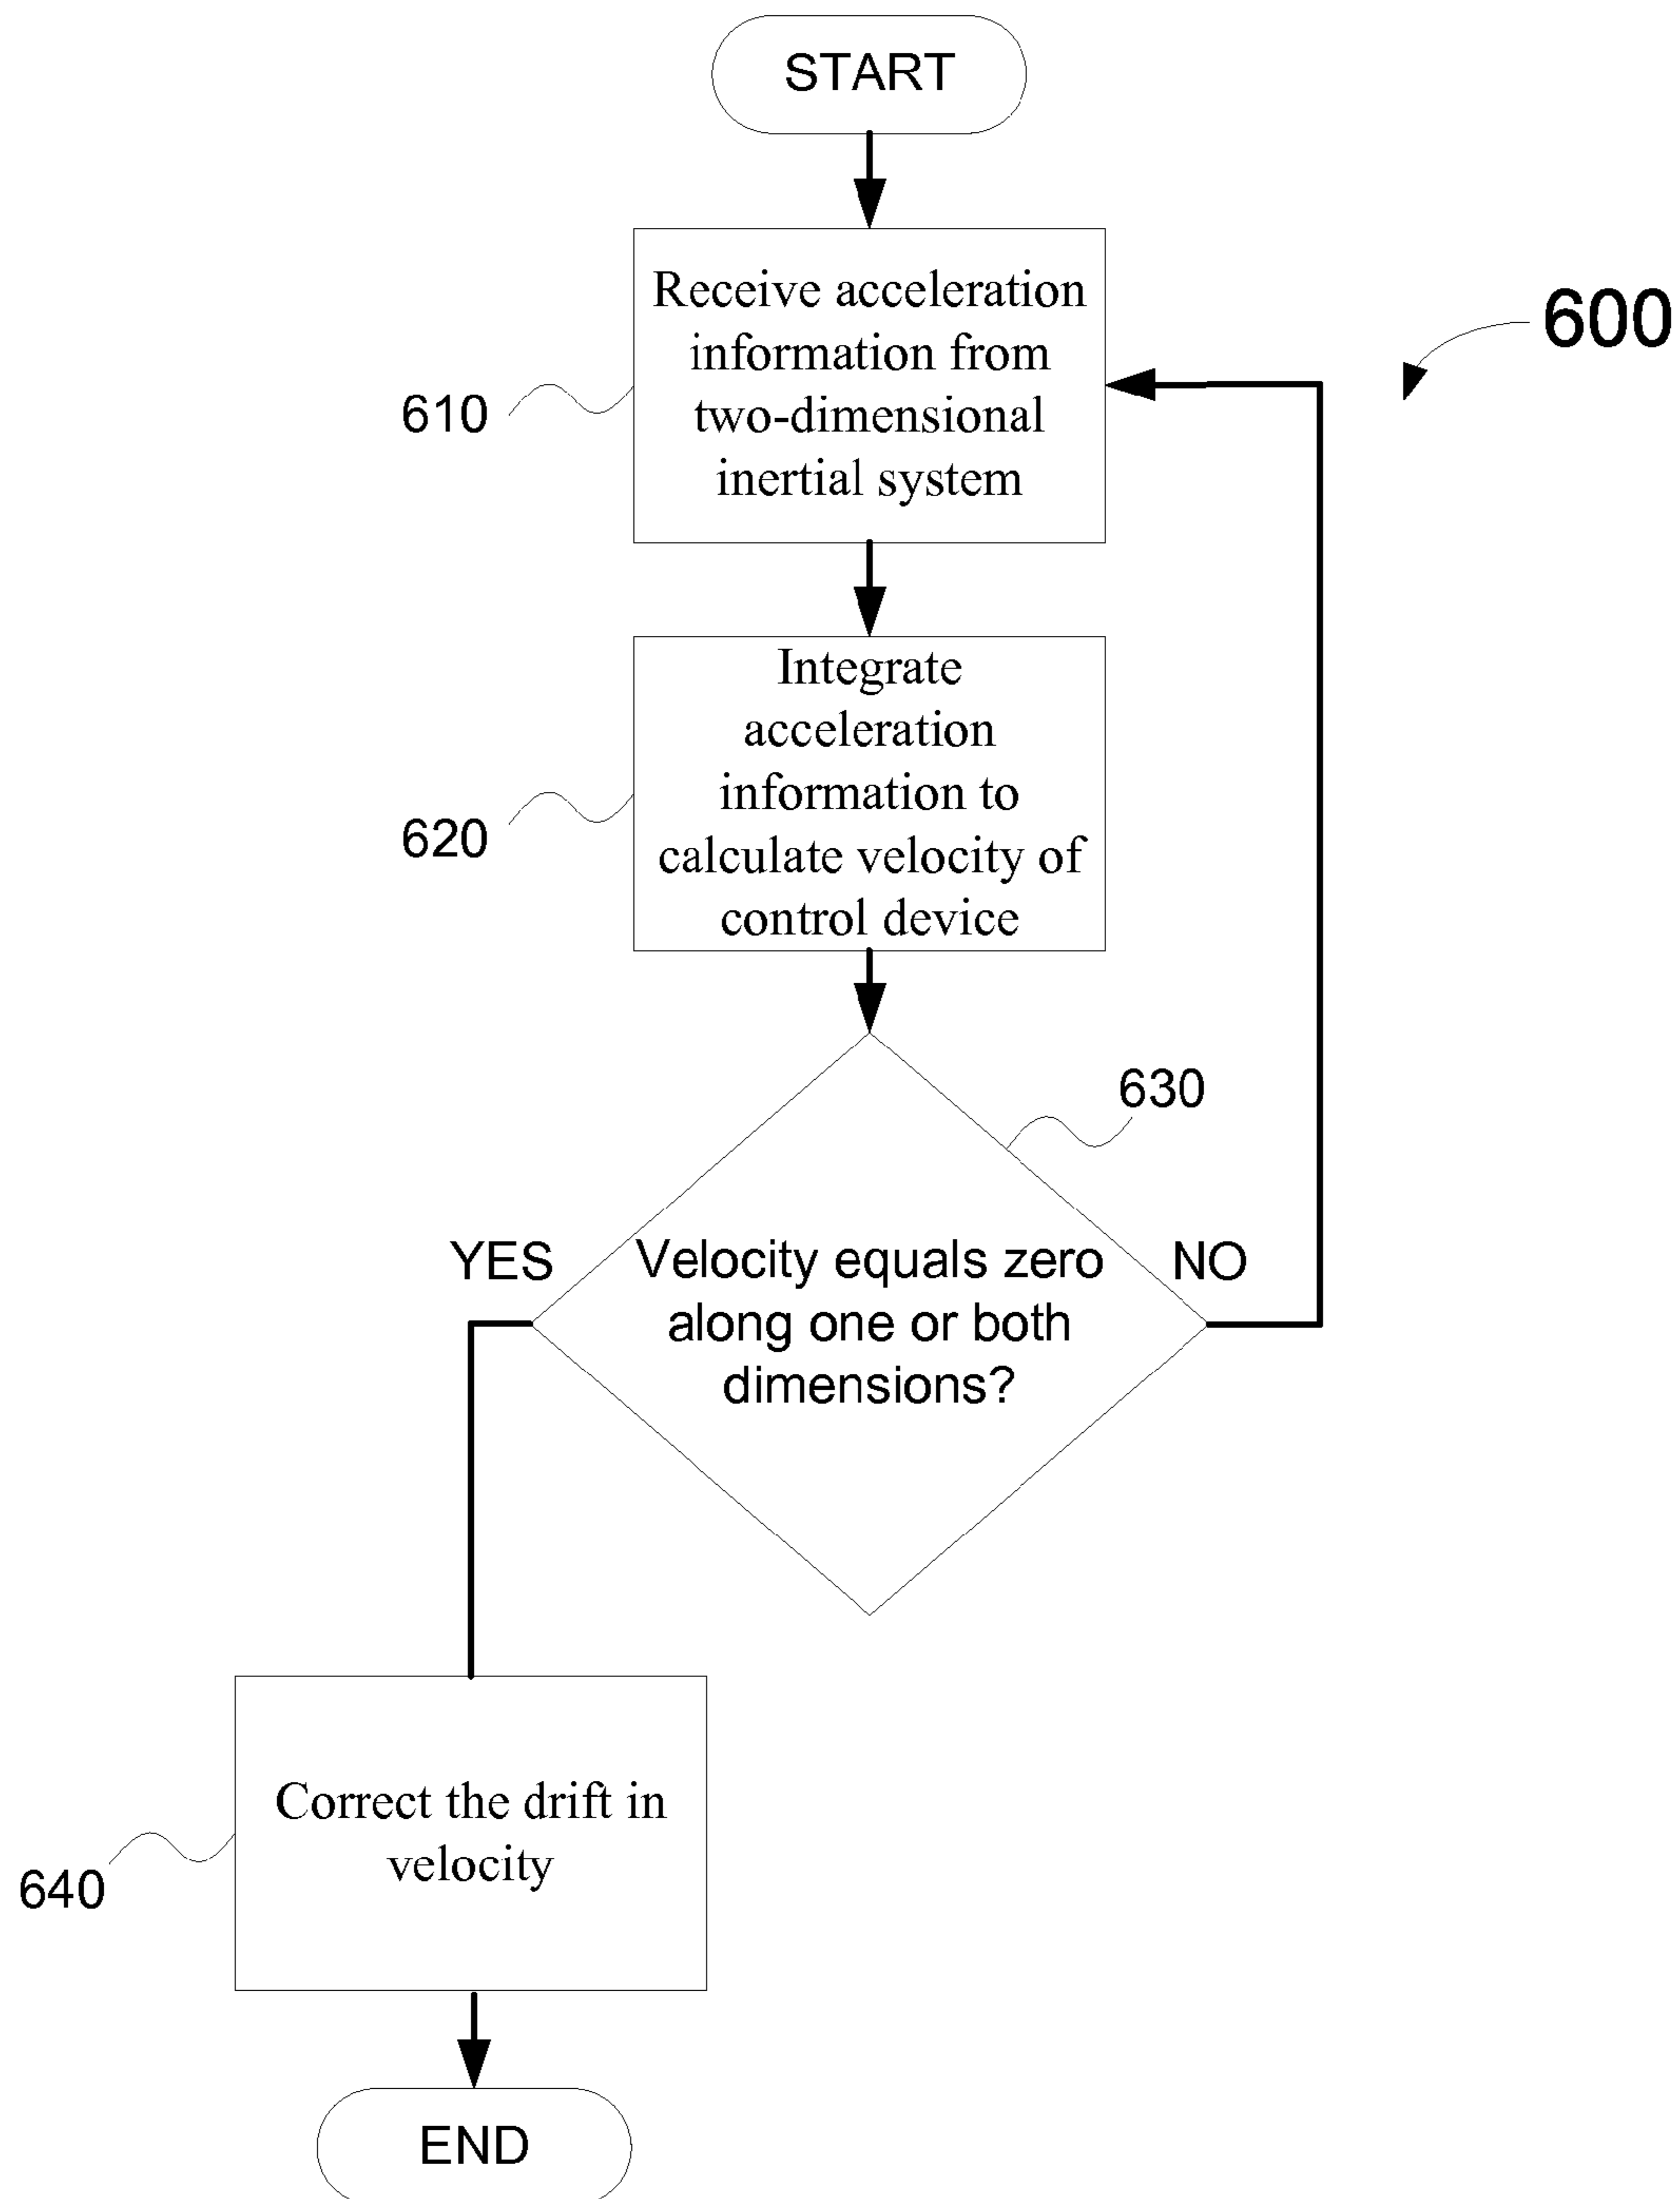 START
Receive acceleration
information from
two-dimensional
inertial system
600
610
Integrate
acceleration
information to
calculate velocity of
control device
620
630
YES
Velocity equals zero
along one or both
dimensions?
NO
Correct the drift in
velocity
640
END